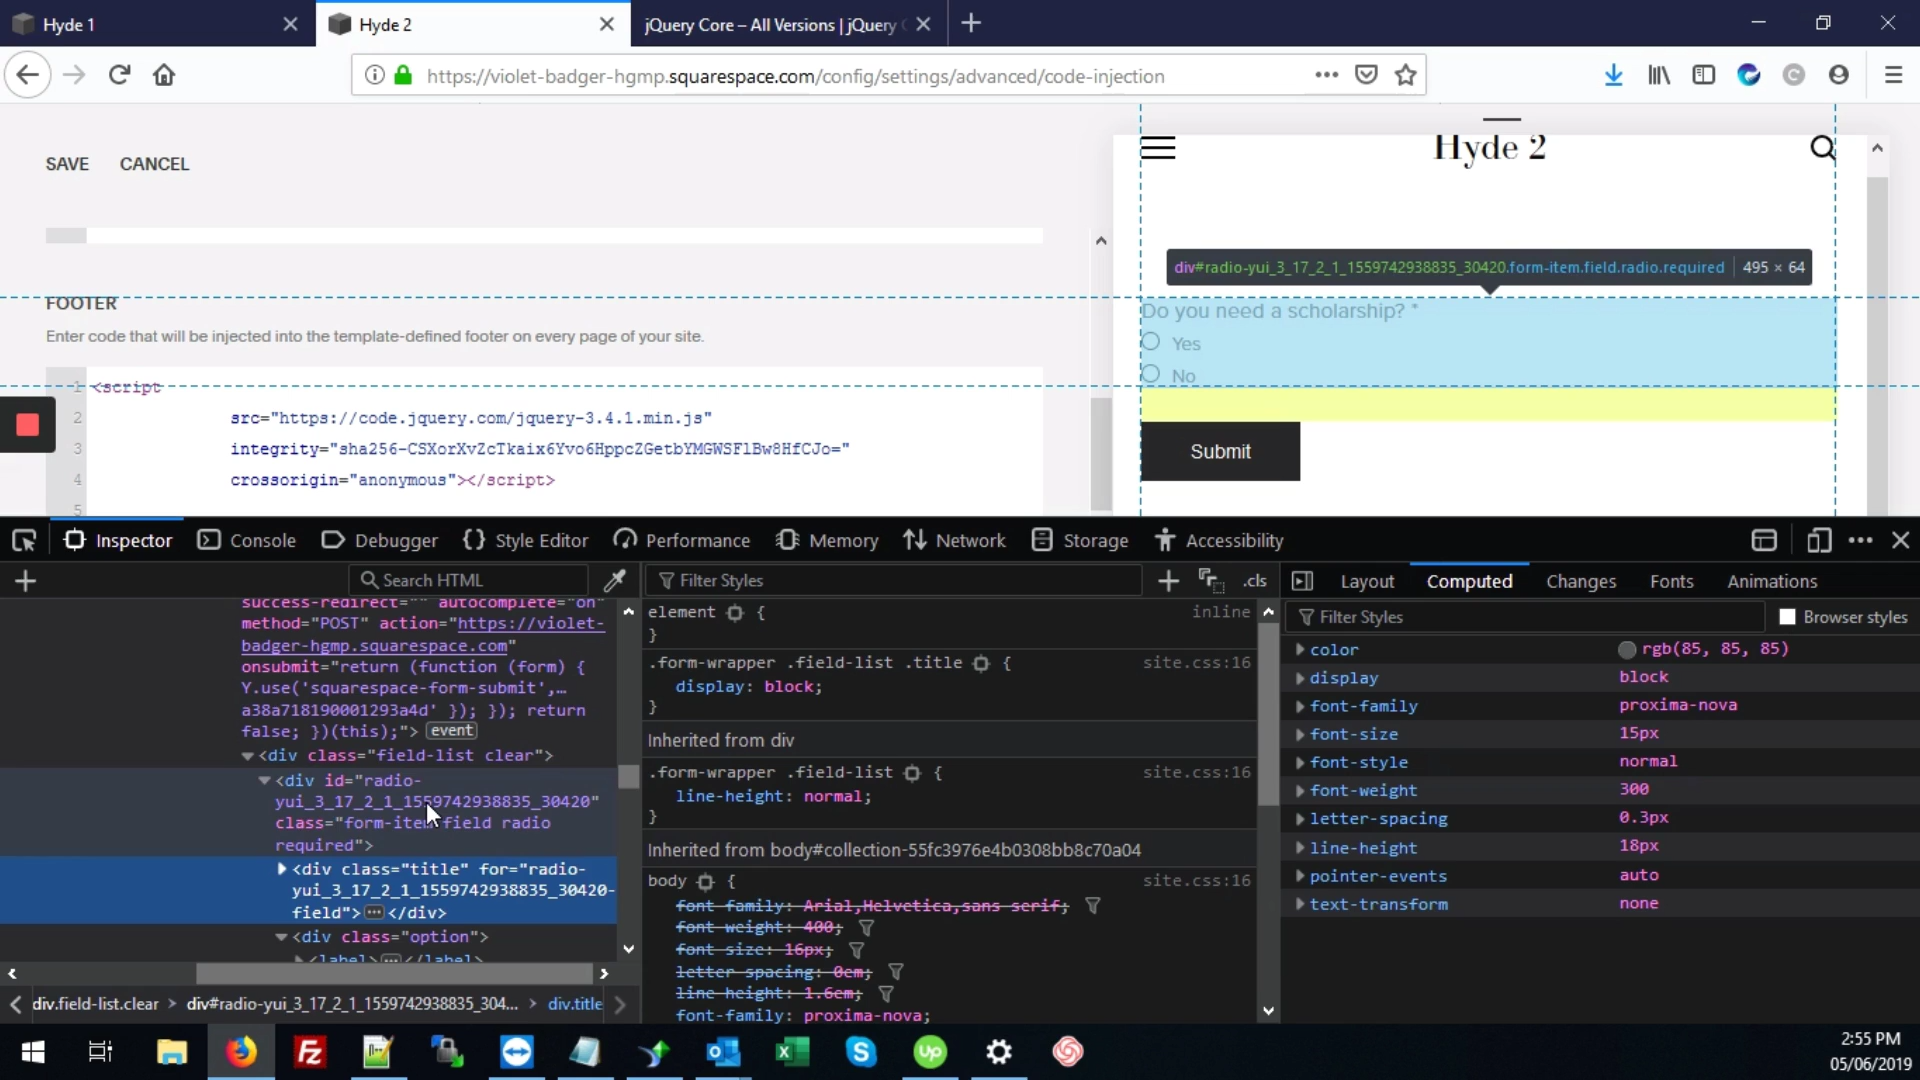 Hyde 1
Hyde 2
jQuery Core – All Versions | jQuery
https://violet-badger-hgmp.squarespace.com/config/settings/advanced/code-injection
SAVE
CANCEL
Hyde 2
div#radio-yui_3_17_2_1_1559742938835_30420.form-item.field.radio.required
495 × 64
FOOTER
Enter code that will be injected into the template-defined footer on every page of your site.
Do you need a scholarship? *
Yes
No
Submit
1 <script
2 src="https://code.jquery.com/jquery-3.4.1.min.js"
3 integrity="sha256-CSXorXvZcTkaix6Yvo6HppcZGetbYMGWSFlBw8HfCJo="
4 crossorigin="anonymous"></script>
5
Inspector
Console
Debugger
Style Editor
Performance
Memory
Network
Storage
Accessibility
Search HTML
success-redirect="" autocomplete="on"
method="POST" action="https://violet-
badger-hgmp.squarespace.com"
onsubmit="return (function (form) {
Y.use('squarespace-form-submit',…
a38a718190001293a4d' }); }); return
false; })(this);"> event
<div class="field-list clear">
<div id="radio-
yui_3_17_2_1_1559742938835_30420"
class="form-item field radio
required">
<div class="title" for="radio-
yui_3_17_2_1_1559742938835_30420-
field"> … </div>
<div class="option">
<label> … </label>
div.field-list.clear
div#radio-yui_3_17_2_1_1559742938835_304...
div.title
Filter Styles
.cls
element {
inline
}
.form-wrapper .field-list .title {
site.css:16
display: block;
}
Inherited from div
.form-wrapper .field-list {
site.css:16
line-height: normal;
}
Inherited from body#collection-55fc3976e4b0308bb8c70a04
body {
site.css:16
font-family: Arial,Helvetica,sans-serif;
font-weight: 400;
font-size: 16px;
letter-spacing: 0em;
line-height: 1.6em;
font-family: proxima-nova;
Layout
Computed
Changes
Fonts
Animations
Filter Styles
Browser styles
color rgb(85, 85, 85)
display block
font-family proxima-nova
font-size 15px
font-style normal
font-weight 300
letter-spacing 0.3px
line-height 18px
pointer-events auto
text-transform none
2:55 PM
05/06/2019